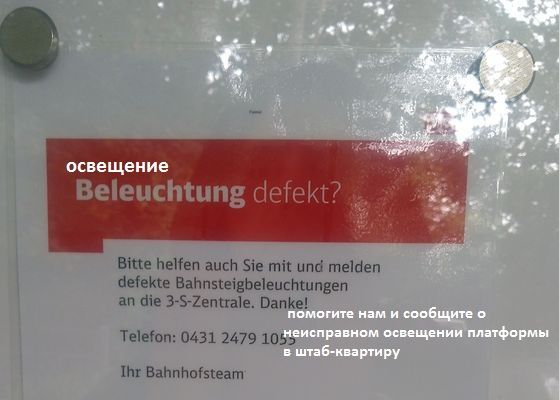 освещение
Beleuchtung defekt?
Bitte helfen auch Sie mit und melden
defekte Bahnsteigbeleuchtungen
an die 3-S-Zentrale. Danke!
помогите нам и сообщите о
неисправном освещении платформы
в штаб-квартиру
Telefon: 0431 2479 1055
Ihr Bahnhofsteam